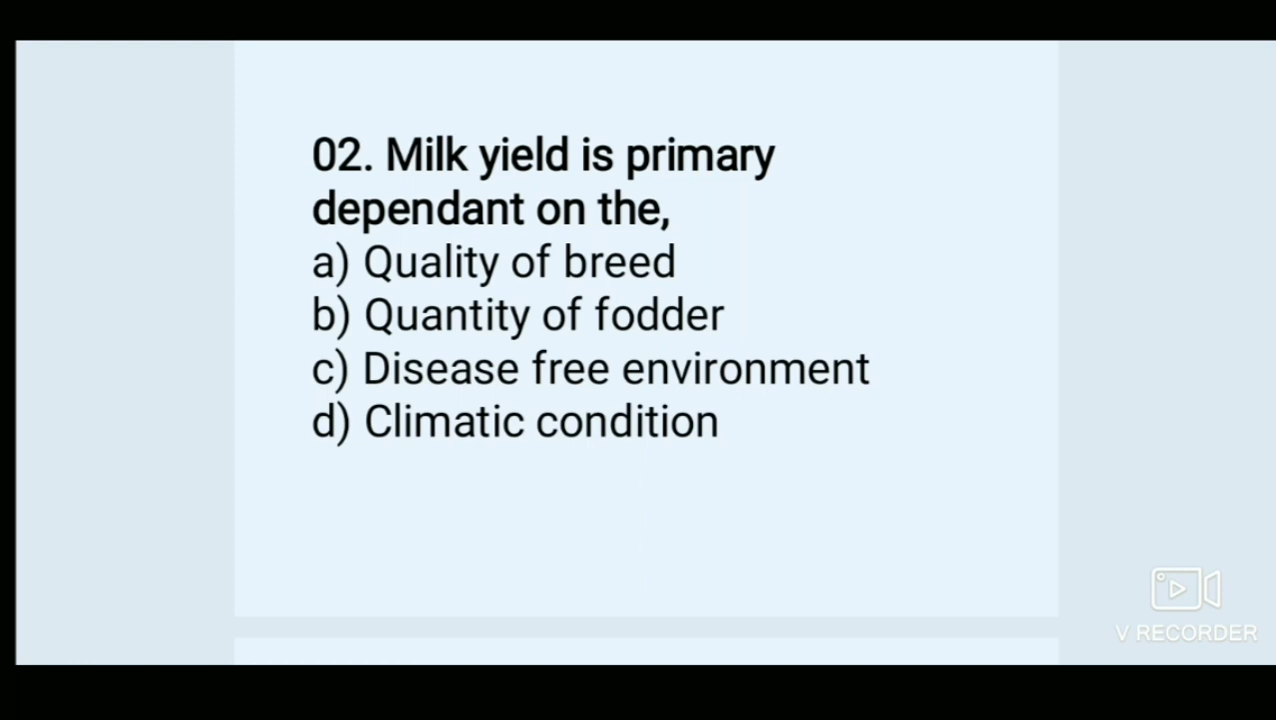 02. Milk yield is primary
dependant on the,
a) Quality of breed
b) Quantity of fodder
c) Disease free environment
d) Climatic condition
V RECORDER